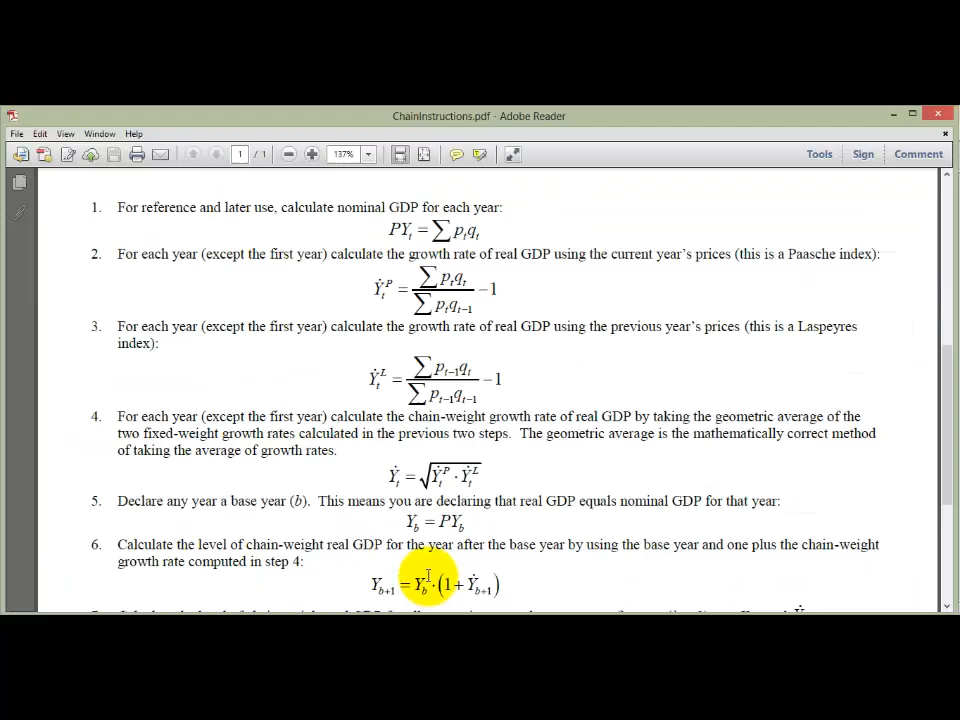 ChainInstructions.pdf - Adobe Reader
File Edit View Window Help
1 / 1 137% Tools Sign Comment
1. For reference and later use, calculate nominal GDP for each year:
PY_t = ∑ p_t q_t
2. For each year (except the first year) calculate the growth rate of real GDP using the current year's prices (this is a Paasche index):
Ẏ_t^P = ∑ p_t q_t / ∑ p_t q_{t−1} − 1
3. For each year (except the first year) calculate the growth rate of real GDP using the previous year's prices (this is a Laspeyres
index):
Ẏ_t^L = ∑ p_{t−1} q_t / ∑ p_{t−1} q_{t−1} − 1
4. For each year (except the first year) calculate the chain-weight growth rate of real GDP by taking the geometric average of the
two fixed-weight growth rates calculated in the previous two steps. The geometric average is the mathematically correct method
of taking the average of growth rates.
Ẏ_t = √(Ẏ_t^P · Ẏ_t^L)
5. Declare any year a base year (b). This means you are declaring that real GDP equals nominal GDP for that year:
Y_b = PY_b
6. Calculate the level of chain-weight real GDP for the year after the base year by using the base year and one plus the chain-weight
growth rate computed in step 4:
Y_{b+1} = Y_b · (1 + Ẏ_{b+1})